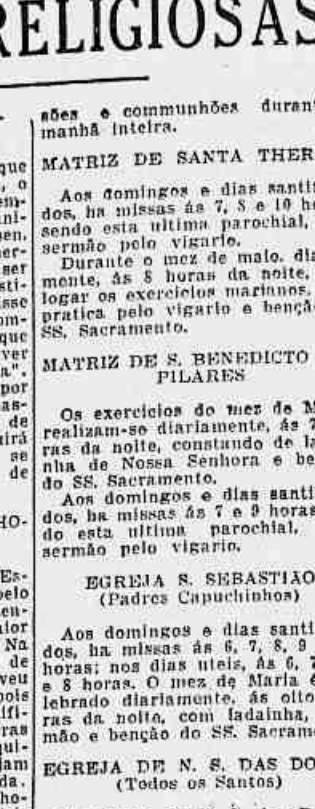 RELIGIOSAS
sões e communhões durant
manhã inteira.
MATRIZ DE SANTA THER
Aos domingos e dias santif
dos, ha missas ás 7, 8 e 10 ho
sendo esta ultima parochial,
sermão pelo vigario.
Durante o mez de maio, dia
mente, ás 8 horas da noite,
logar os exercicios marianos,
pratica pelo vigario e benção
SS. Sacramento.
MATRIZ DE S. BENEDICTO
PILARES
Os exercicios do mez de M
realizam-se diariamente, ás 7
ras da noite, constando de la
nha de Nossa Senhora e be
do SS. Sacramento.
Aos domingos e dias santi
dos, ha missas ás 7 e 9 horas
do esta ultima parochial,
sermão pelo vigario.
EGREJA S. SEBASTIÃO
(Padres Capuchinhos)
Aos domingos e dias santi
dos, ha missas ás 6, 7, 8, 9
horas; nos dias uteis, ás 6, 7
e 8 horas. O mez de Maria é
lebrado diariamente, ás oito
ras da noite, com ladainha,
mão e benção do SS. Sacrame
EGREJA DE N. S. DAS DO
(Todos os Santos)